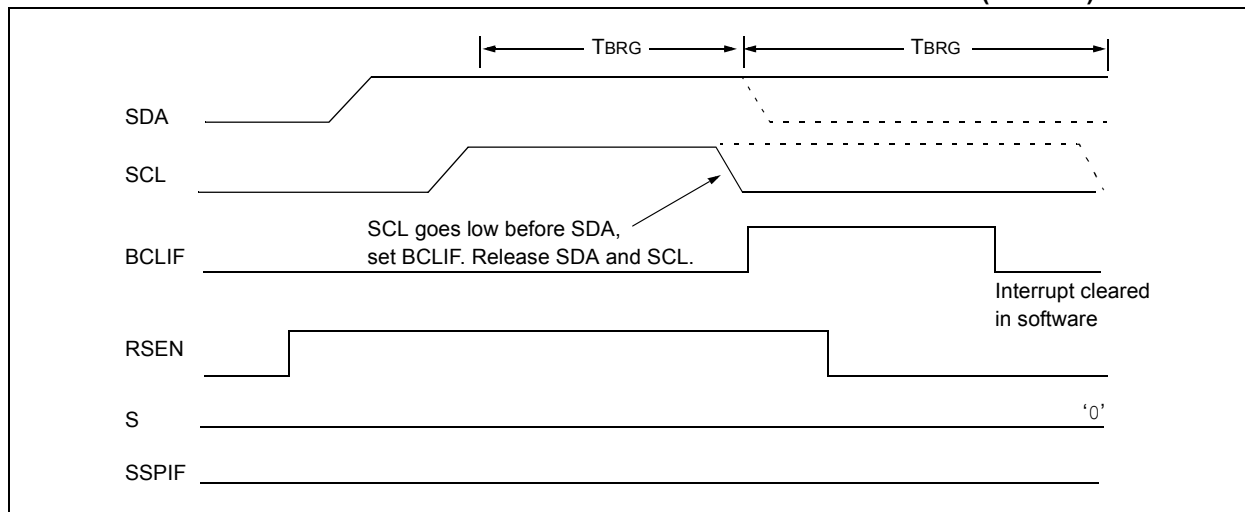 TBRG TBRG
SDA
SCL
SCL goes low before SDA,
set BCLIF. Release SDA and SCL.
BCLIF
Interrupt cleared
in software
RSEN
S
'0'
SSPIF